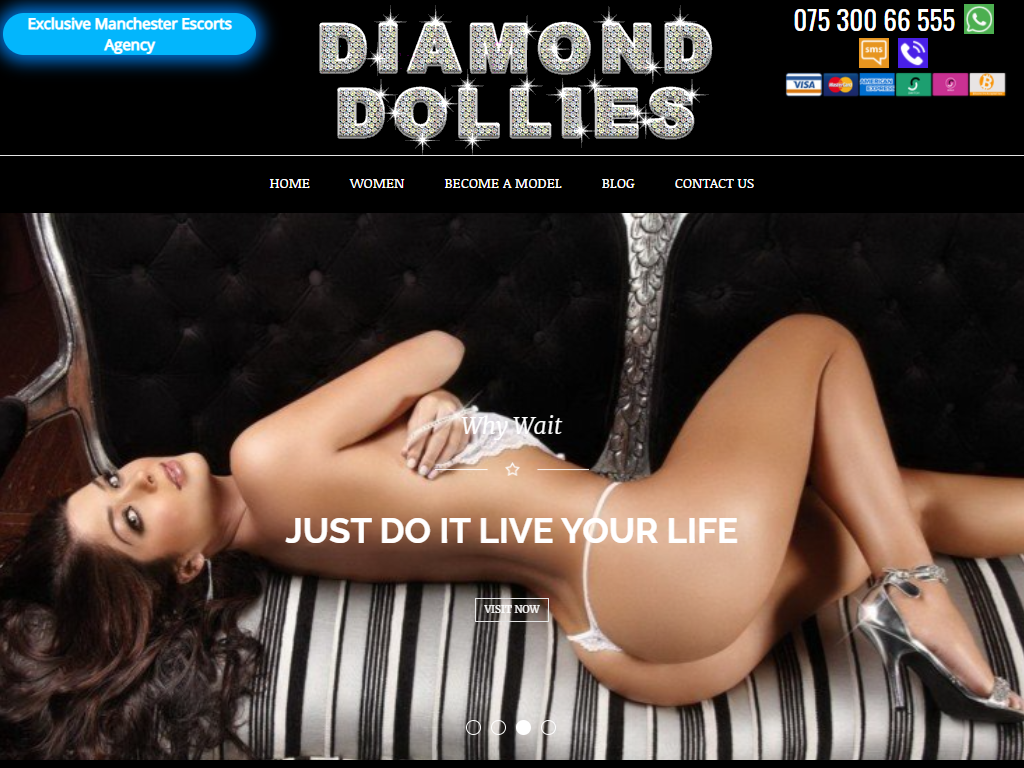 Exclusive Manchester Escorts
Agency
DIAMOND
DOLLIES
075 300 66 555
sms
VISA
MasterCard
AMERICAN
EXPRESS
HOME
WOMEN
BECOME A MODEL
BLOG
CONTACT US
Why Wait
JUST DO IT LIVE YOUR LIFE
VISIT NOW